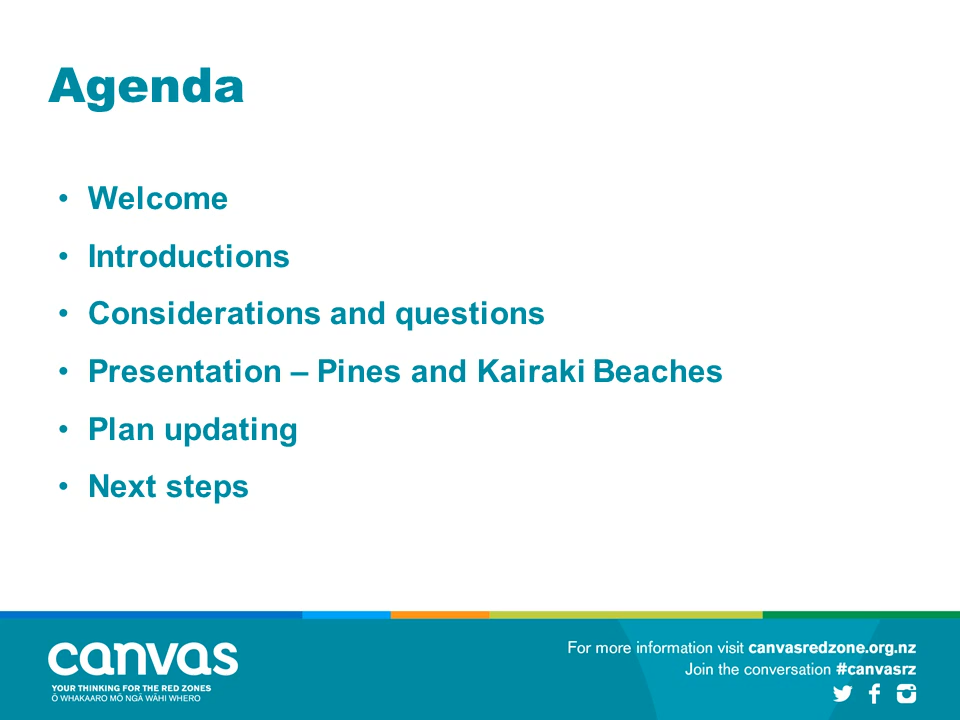 Agenda
• Welcome
• Introductions
• Considerations and questions
• Presentation – Pines and Kairaki Beaches
• Plan updating
• Next steps
canvas
YOUR THINKING FOR THE RED ZONES
Ō WHAKAARO MŌ NGĀ WĀHI WHERO
For more information visit canvasredzone.org.nz
Join the conversation #canvasrz